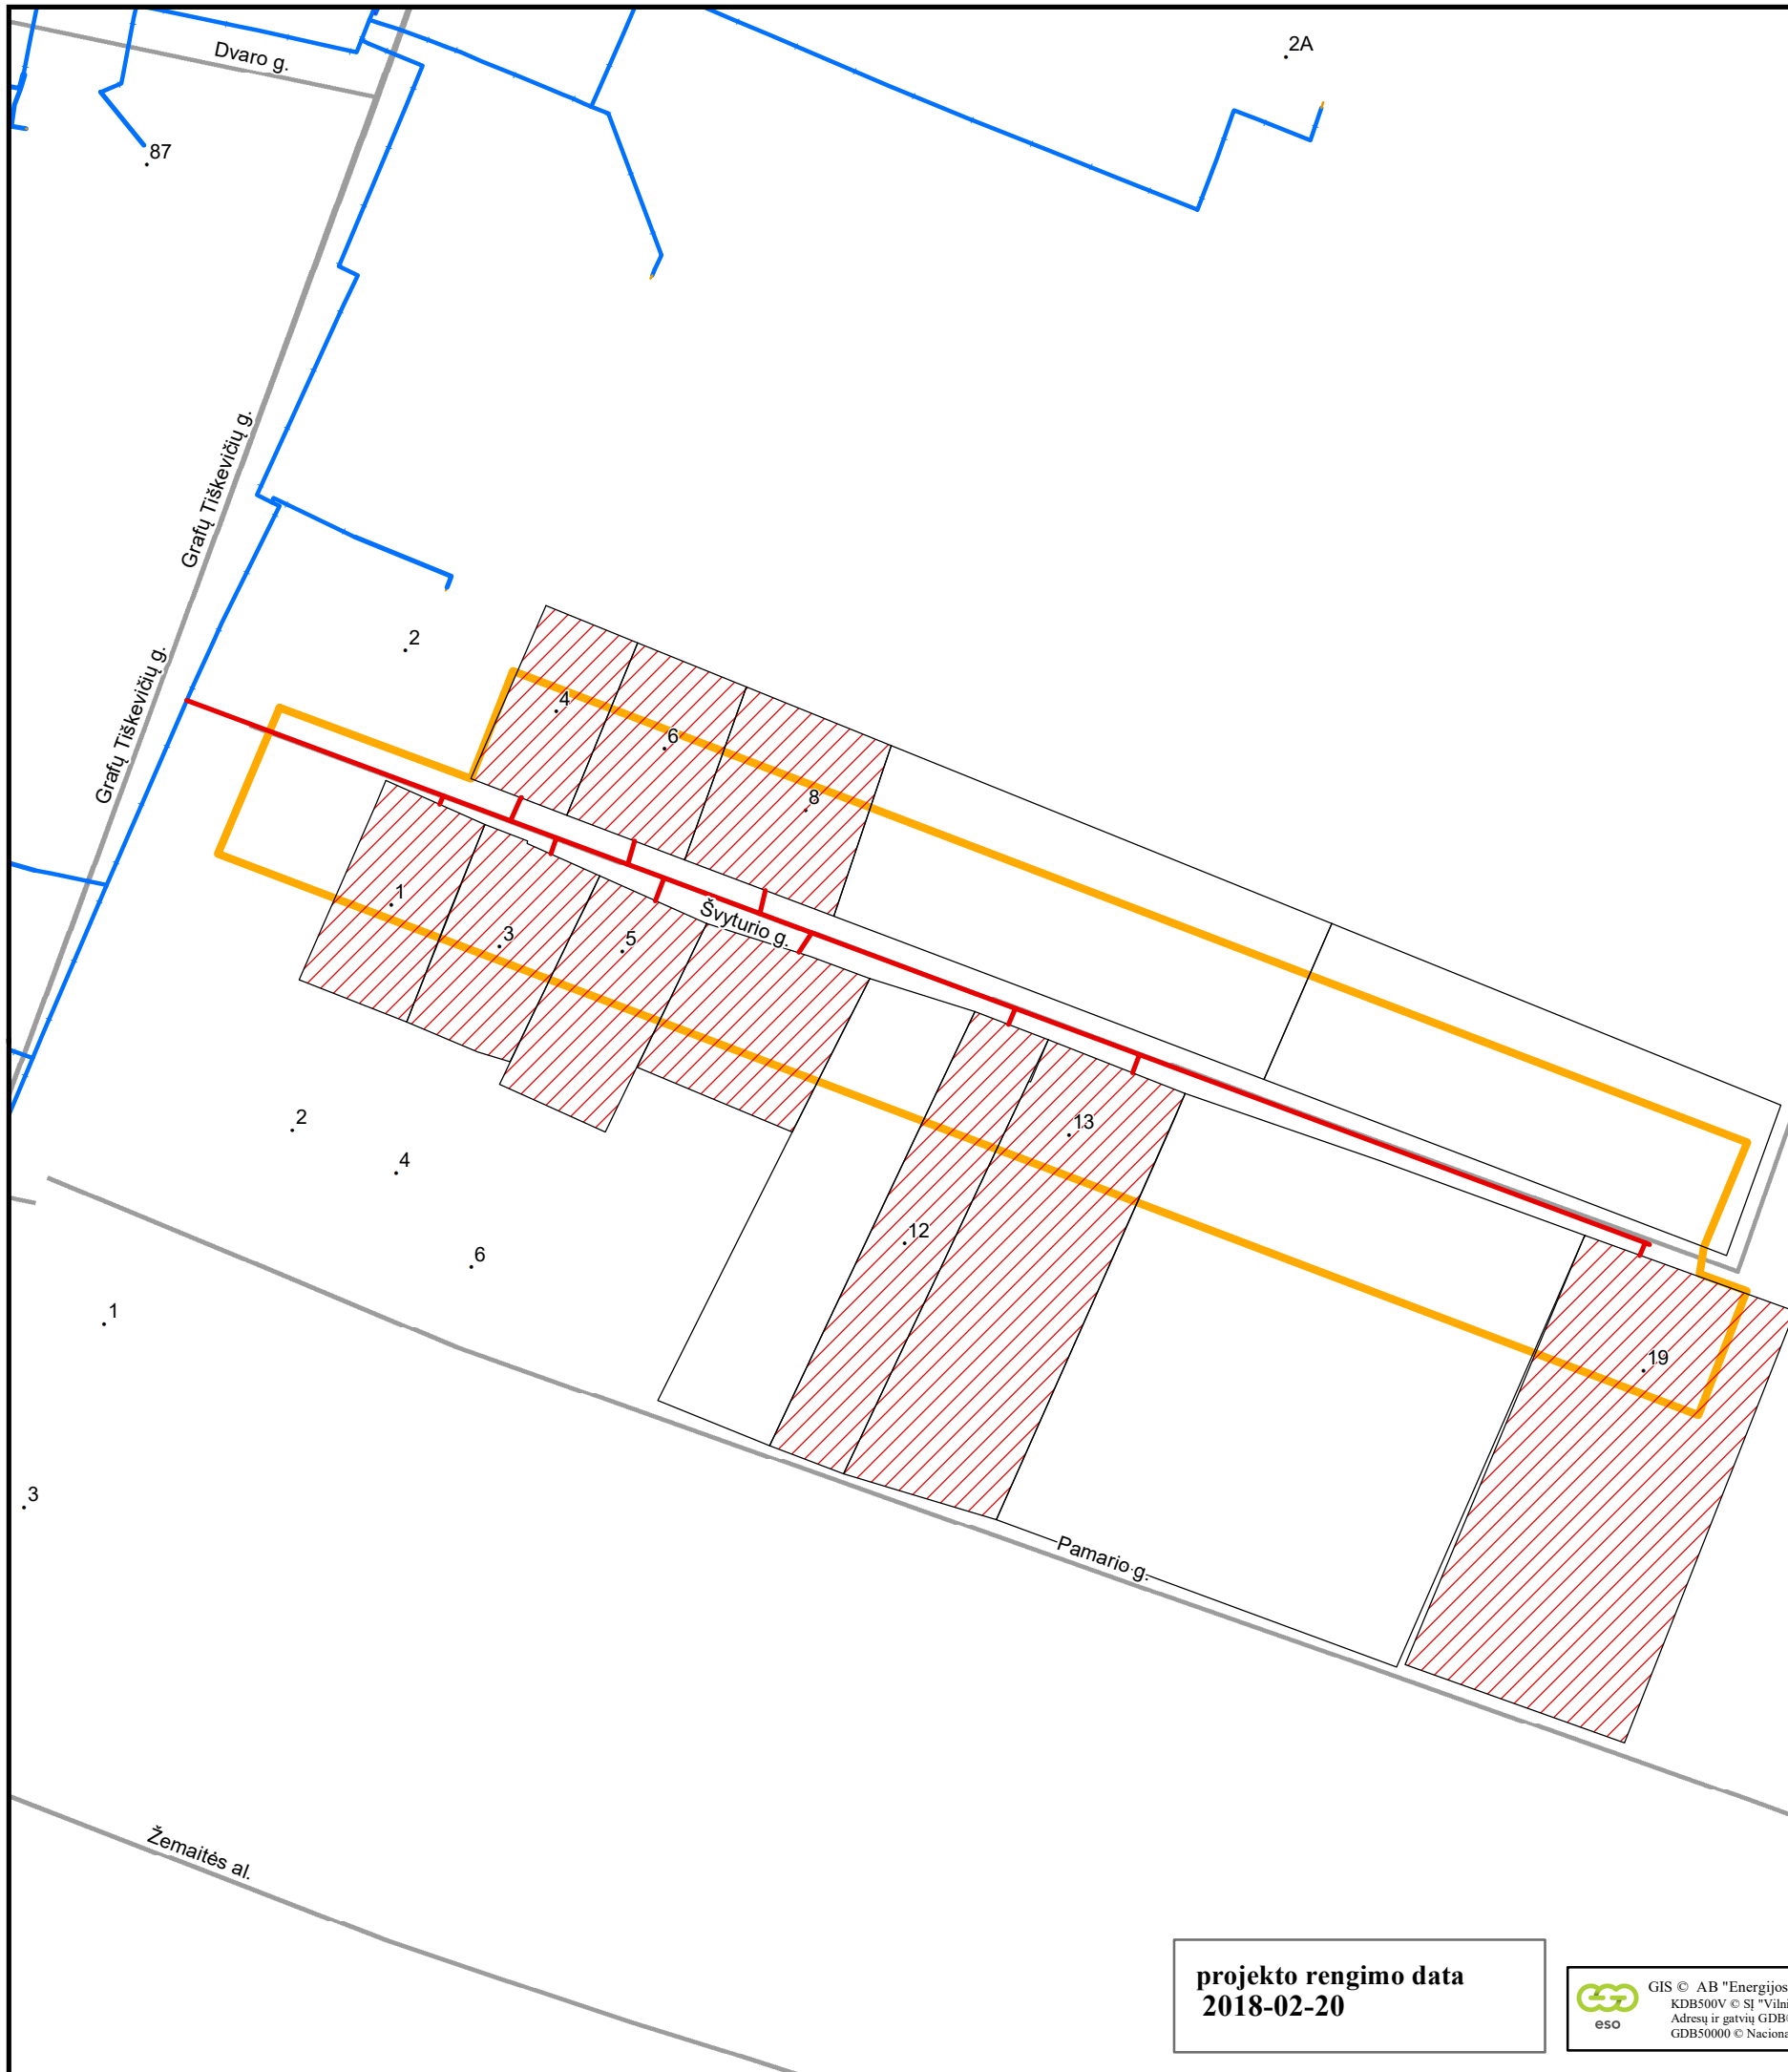 Dvaro g.
2A
87
Grafų Tiškevičių g.
2
Grafų Tiškevičių g.
4
6
8
1
3
5
Švyturio g.
2
13
4
12
6
1
19
3
Pamario g.
Žemaitės al.
projekto rengimo data
2018-02-20
eso
GIS © AB "Energijos
KDB500V © SĮ "Vilni
Adresų ir gatvių GDB
GDB50000 © Naciona